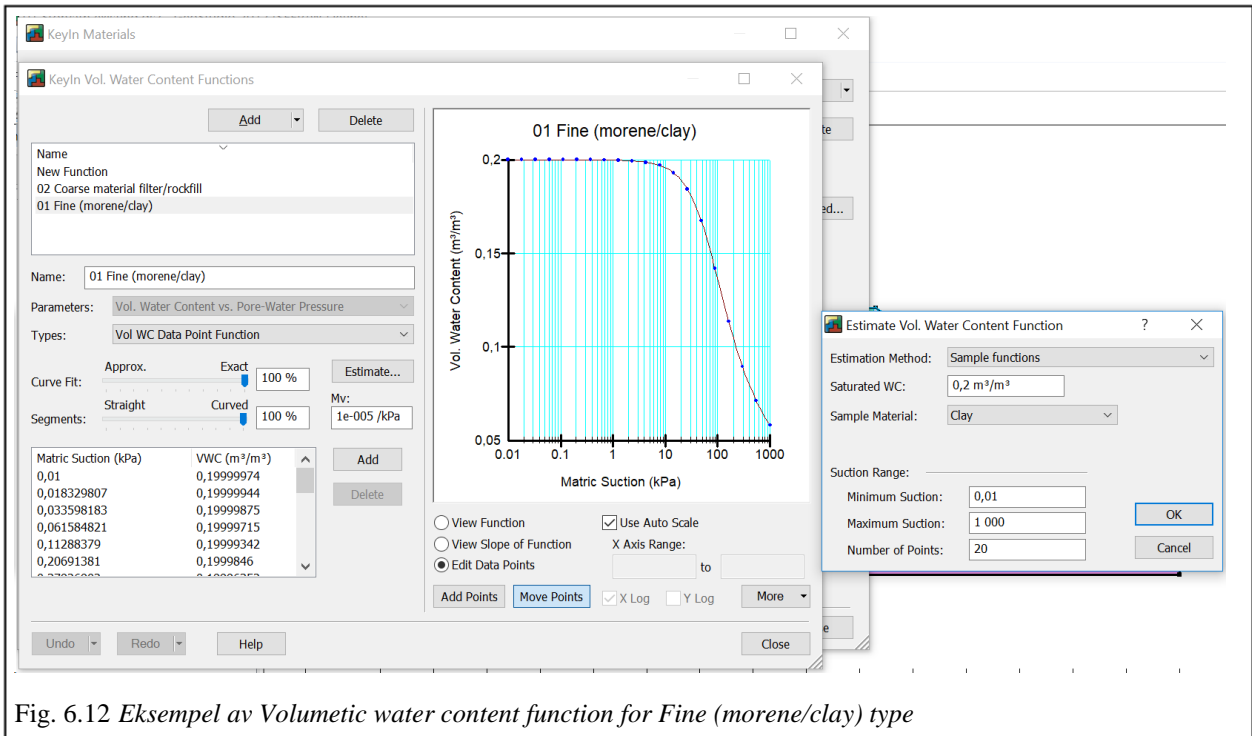 KeyIn Materials
KeyIn Vol. Water Content Functions
Add
Delete
Name
New Function
02 Coarse material filter/rockfill
01 Fine (morene/clay)
Name: 01 Fine (morene/clay)
Parameters: Vol. Water Content vs. Pore-Water Pressure
Types: Vol WC Data Point Function
Approx. Exact
Curve Fit: 100 %
Estimate...
Straight Curved
Segments: 100 %
Mv:
1e-005 /kPa
Matric Suction (kPa) VWC (m³/m³)
0,01 0,19999974
0,018329807 0,19999944
0,033598183 0,19999875
0,061584821 0,19999715
0,11288379 0,19999342
0,20691381 0,1999846
Add
Delete
Undo
Redo
Help
01 Fine (morene/clay)
Vol. Water Content (m³/m³)
0,2
0,15
0,1
0,05
0.01 0.1 1 10 100 1000
Matric Suction (kPa)
View Function
View Slope of Function
Edit Data Points
Use Auto Scale
X Axis Range:
to
Add Points
Move Points
X Log
Y Log
More
Close
ed...
te
e
Estimate Vol. Water Content Function ?
Estimation Method: Sample functions
Saturated WC: 0,2 m³/m³
Sample Material: Clay
Suction Range:
Minimum Suction: 0,01
Maximum Suction: 1 000
Number of Points: 20
OK
Cancel
Fig. 6.12 Eksempel av Volumetic water content function for Fine (morene/clay) type